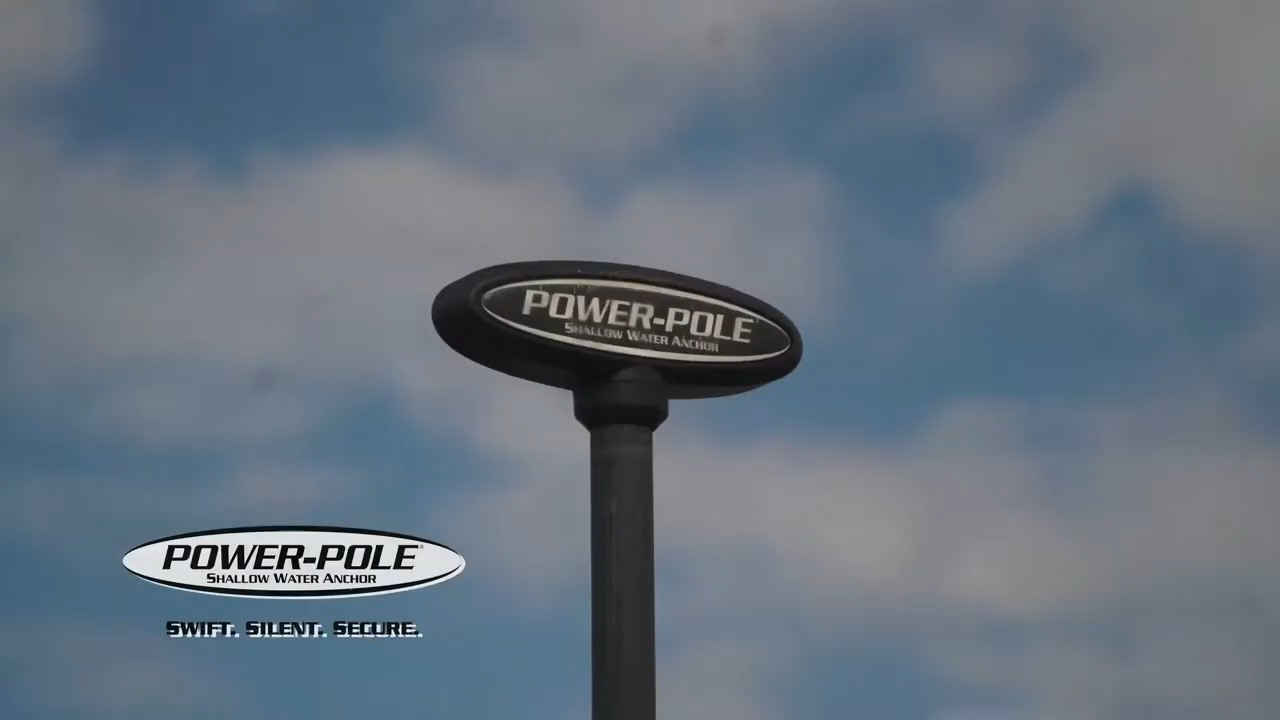 POWER-POLE
SHALLOW WATER ANCHOR
POWER-POLE®
SHALLOW WATER ANCHOR
SWIFT. SILENT. SECURE.